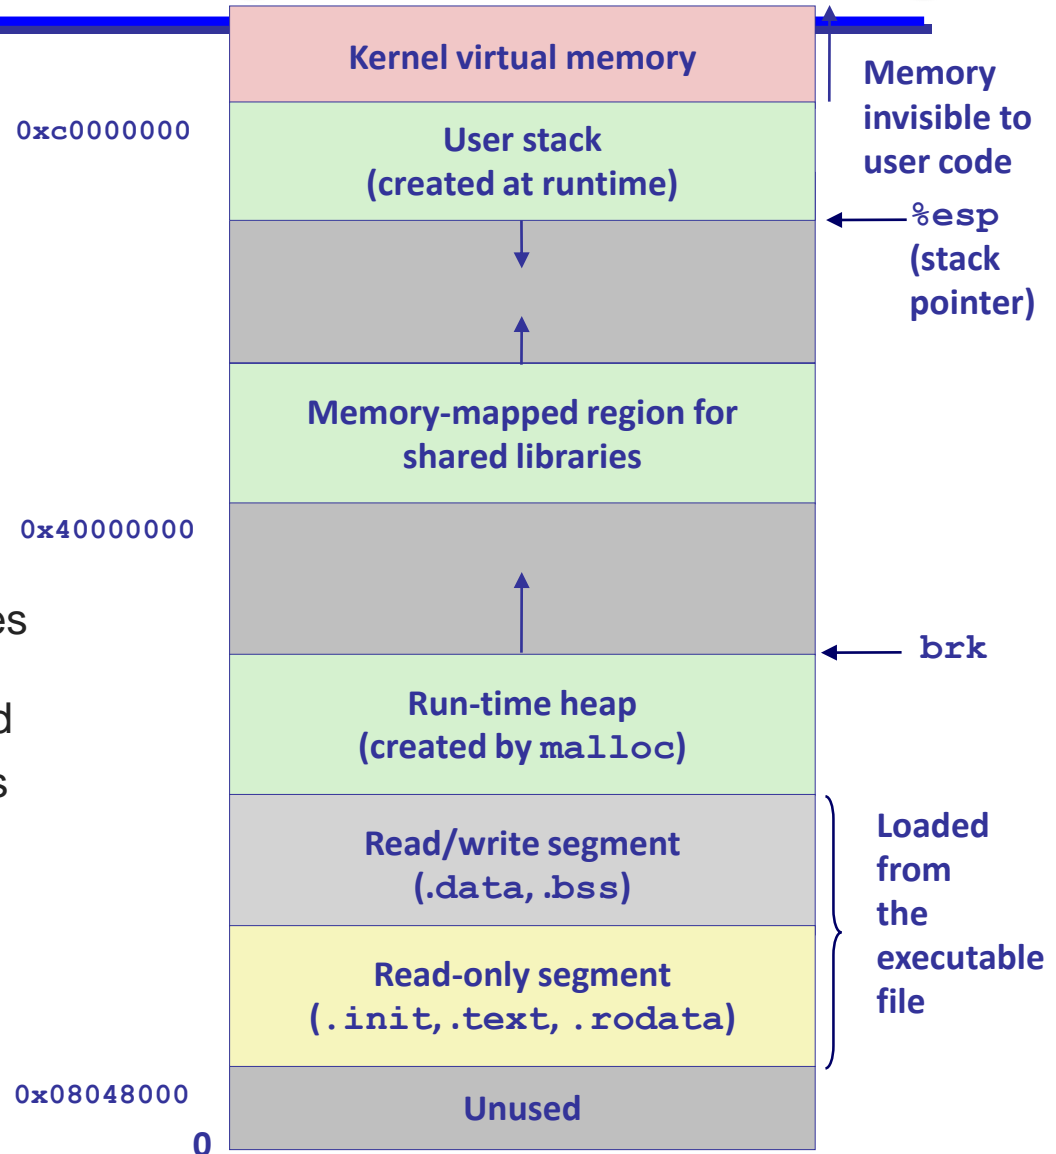 Kernel virtual memory
Memory
invisible to
user code
0xc0000000
User stack
(created at runtime)
%esp
(stack
pointer)
Memory-mapped region for
shared libraries
0x40000000
es
d
s
brk
Run-time heap
(created by malloc)
Read/write segment
(.data, .bss)
Loaded
from
the
executable
file
Read-only segment
(.init, .text, .rodata)
0x08048000
Unused
0